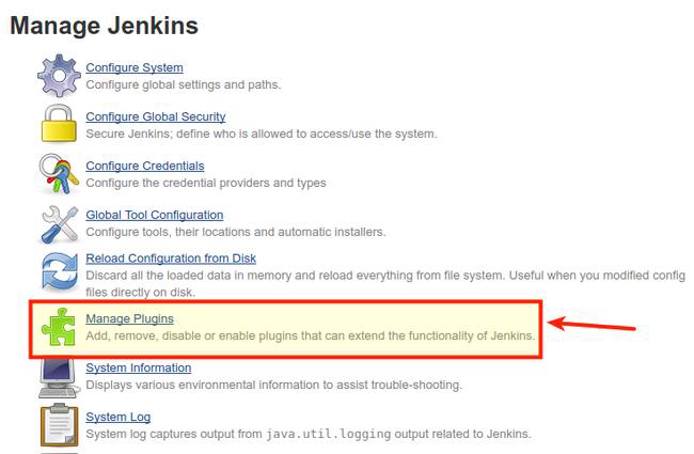 Manage Jenkins
Configure System
Configure global settings and paths.
Configure Global Security
Secure Jenkins; define who is allowed to access/use the system.
Configure Credentials
Configure the credential providers and types
Global Tool Configuration
Configure tools, their locations and automatic installers.
Reload Configuration from Disk
Discard all the loaded data in memory and reload everything from file system. Useful when you modified config
files directly on disk.
Manage Plugins
Add, remove, disable or enable plugins that can extend the functionality of Jenkins.
System Information
Displays various environmental information to assist trouble-shooting.
System Log
System log captures output from java.util.logging output related to Jenkins.